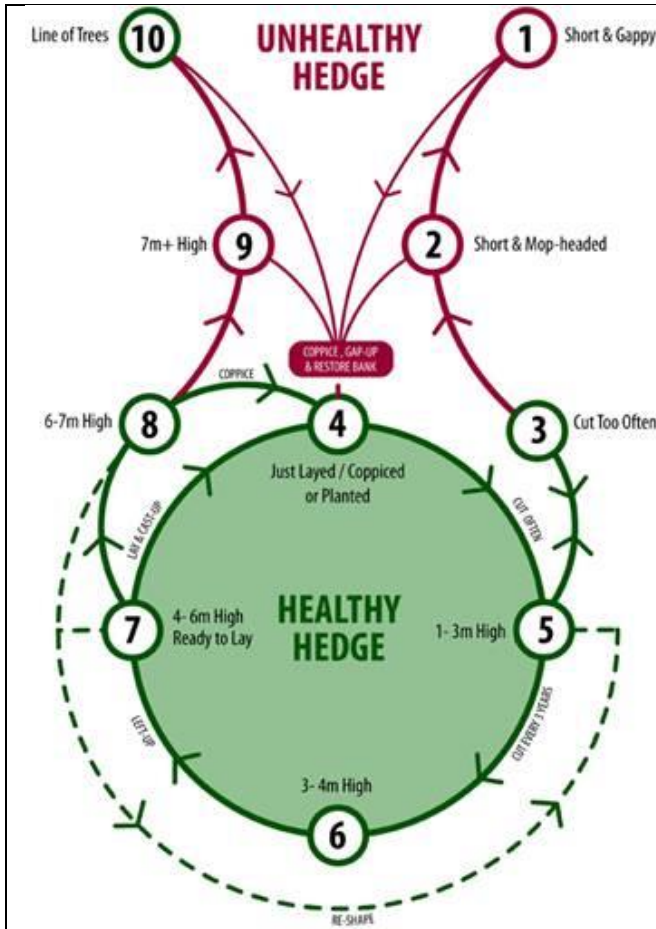 Line of Trees
10
UNHEALTHY
HEDGE
1
Short & Gappy
7m+ High
9
2
Short & Mop-headed
COPPICE , GAP-UP
& RESTORE BANK
COPPICE
6-7m High
8
4
3
Cut Too Often
Just Layed / Coppiced
or Planted
LAY & CAST-UP
CUT OFTEN
HEALTHY
HEDGE
7
4- 6m High
Ready to Lay
1- 3m High
5
LEFT-UP
CUT EVERY 3 YEARS
3- 4m High
6
RE-SHAPE